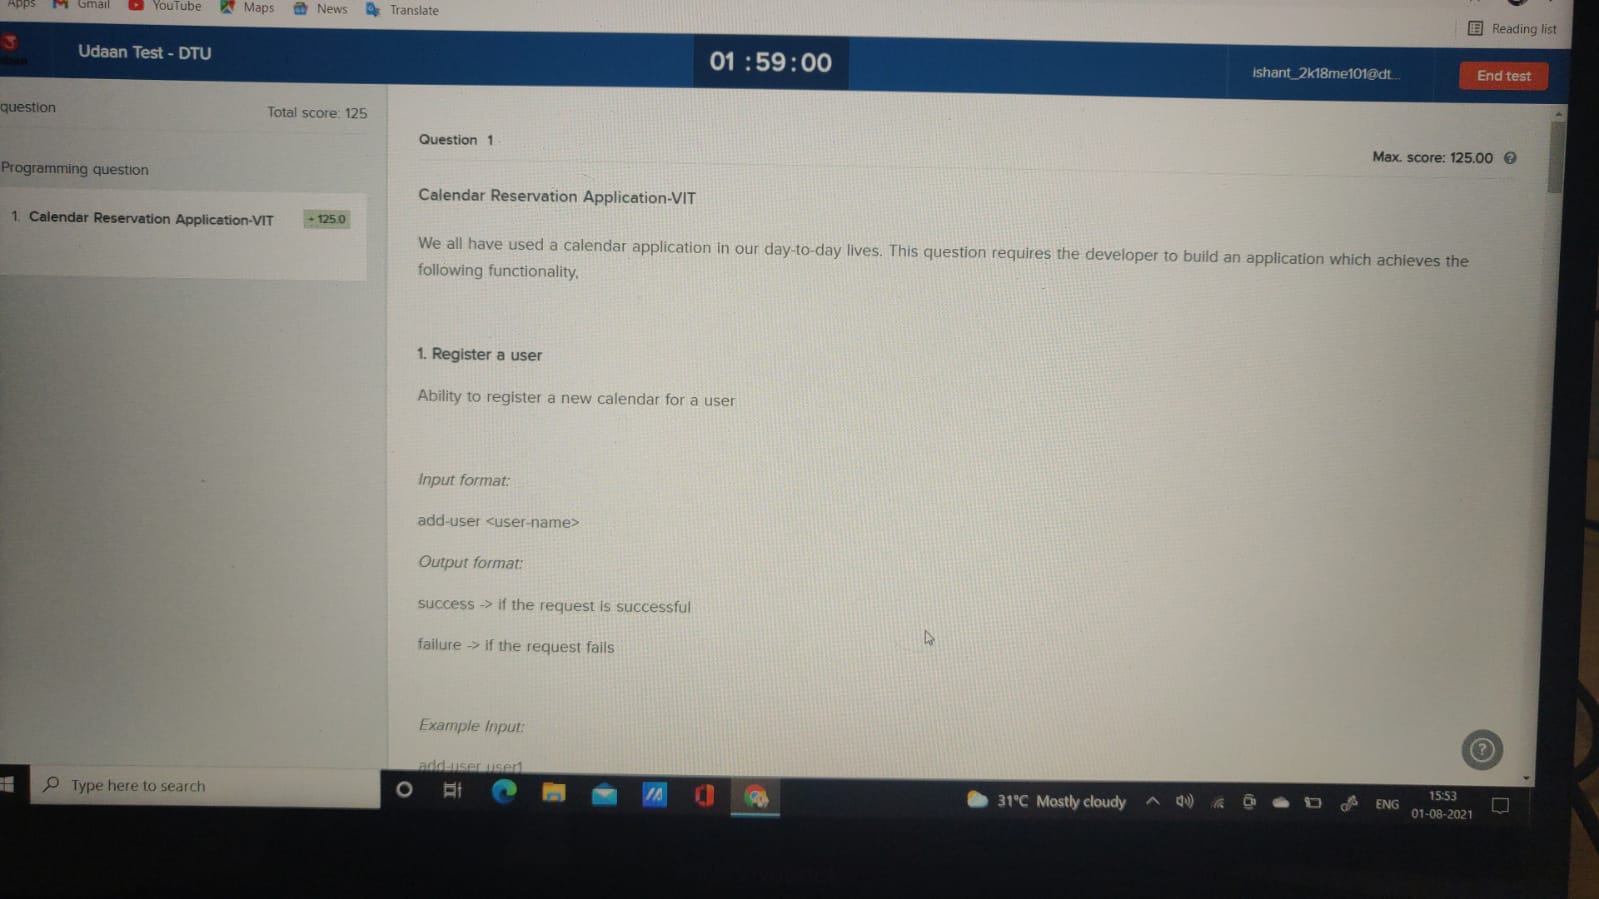 Apps Gmail YouTube Maps News Translate
Reading list
Udaan Test - DTU
01 : 59 : 00
ishant_2k18me101@dt...
End test
question
Total score: 125
Programming question
1. Calendar Reservation Application-VIT
+ 125.0
Question 1
Max. score: 125.00
Calendar Reservation Application-VIT
We all have used a calendar application in our day-to-day lives. This question requires the developer to build an application which achieves the
following functionality,
1. Register a user
Ability to register a new calendar for a user
Input format:
add-user <user-name>
Output format:
success -> if the request is successful
failure -> if the request fails
Example Input:
add-user user1
?
Type here to search
31°C Mostly cloudy
ENG
15:53
01-08-2021